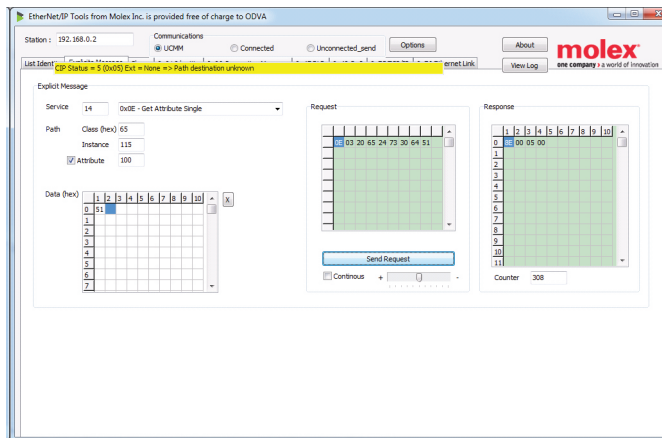 EtherNet/IP Tools from Molex Inc. is provided free of charge to ODVA
Station : 192.168.0.2
Communications
UCMM Connected Unconnected_send Options About
molex
one company > a world of innovation
View Log
List Identi Explicit Message
ernet Link
CIP Status = 5 (0x05) Ext = None => Path destination unknown
Explicit Message
Service 14 0x0E - Get Attribute Single
Path Class (hex) 65
Instance 115
Attribute 100
Data (hex)
1 2 3 4 5 6 7 8 9 10
0 51
1
2
3
4
5
6
7
X
Request
0E 03 20 65 24 73 30 64 51
Send Request
Continous + -
Response
1 2 3 4 5 6 7 8 9 10
0 8E 00 05 00
1
2
3
4
5
6
7
8
9
10
11
Counter 308